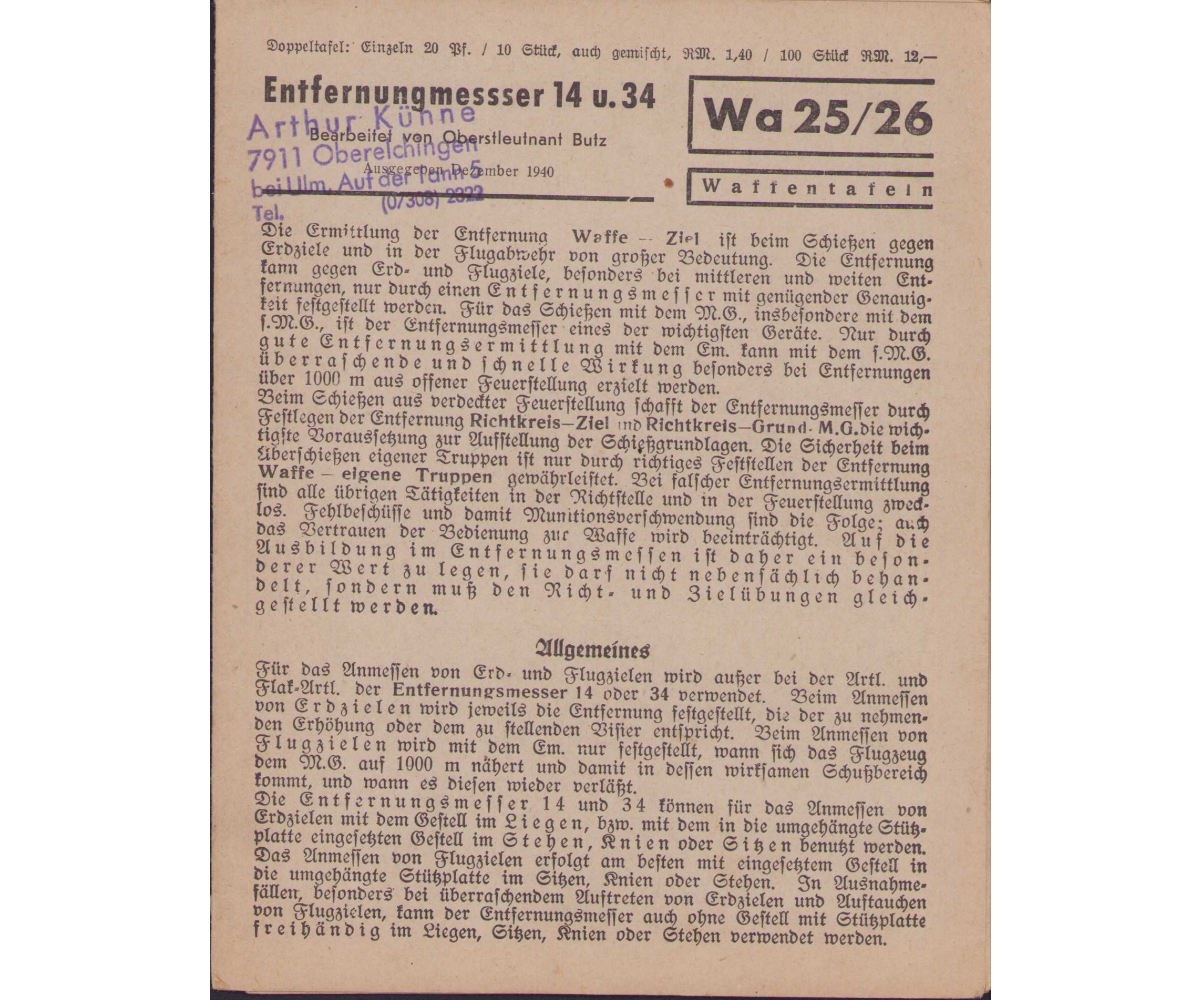 Doppeltafel: Einzeln 20 Pf. / 10 Stück, auch gemischt, RM. 1,40 / 100 Stück RM. 12,—
Entfernungmessser 14 u. 34
Wa 25/26
Arthur Kühne
Bearbeitet von Oberstleutnant Butz
7911 Oberelchingen
Ausgegeben Dezember 1940
bei Ulm, Auf der Tann 5
Waffentafeln
Tel. (07308) 2322
Die Ermittlung der Entfernung Waffe — Ziel ist beim Schießen gegen
Erdziele und in der Flugabwehr von großer Bedeutung. Die Entfernung
kann gegen Erd- und Flugziele, besonders bei mittleren und weiten Ent-
fernungen, nur durch einen Entfernungsmesser mit genügender Genauig-
keit festgestellt werden. Für das Schießen mit dem M.G., insbesondere mit dem
s.M.G., ist der Entfernungsmesser eines der wichtigsten Geräte. Nur durch
gute Entfernungsermittlung mit dem Em. kann mit dem s.M.G.
überraschende und schnelle Wirkung besonders bei Entfernungen
über 1000 m aus offener Feuerstellung erzielt werden.
Beim Schießen aus verdeckter Feuerstellung schafft der Entfernungsmesser durch
Festlegen der Entfernung Richtkreis—Ziel und Richtkreis—Grund- M.G. die wich-
tigste Voraussetzung zur Aufstellung der Schießgrundlagen. Die Sicherheit beim
Überschießen eigener Truppen ist nur durch richtiges Feststellen der Entfernung
Waffe — eigene Truppen gewährleistet. Bei falscher Entfernungsermittlung
sind alle übrigen Tätigkeiten in der Richtstelle und in der Feuerstellung zweck-
los. Fehlbeschüsse und damit Munitionsverschwendung sind die Folge; auch
das Vertrauen der Bedienung zur Waffe wird beeinträchtigt. Auf die
Ausbildung im Entfernungsmessen ist daher ein beson-
derer Wert zu legen, sie darf nicht nebensächlich behan-
delt, sondern muß den Richt- und Zielübungen gleich-
gestellt werden.
Allgemeines
Für das Anmessen von Erd- und Flugzielen wird außer bei der Artl. und
Flak-Artl. der Entfernungsmesser 14 oder 34 verwendet. Beim Anmessen
von Erdzielen wird jeweils die Entfernung festgestellt, die der zu nehmen-
den Erhöhung oder dem zu stellenden Visier entspricht. Beim Anmessen von
Flugzielen wird mit dem Em. nur festgestellt, wann sich das Flugzeug
dem M.G. auf 1000 m nähert und damit in dessen wirksamen Schußbereich
kommt, und wann es diesen wieder verläßt.
Die Entfernungsmesser 14 und 34 können für das Anmessen von
Erdzielen mit dem Gestell im Liegen, bzw. mit dem in die umgehängte Stütz-
platte eingesetzten Gestell im Stehen, Knien oder Sitzen benutzt werden.
Das Anmessen von Flugzielen erfolgt am besten mit eingesetztem Gestell in
die umgehängte Stützplatte im Sitzen, Knien oder Stehen. In Ausnahme-
fällen, besonders bei überraschendem Auftreten von Erdzielen und Auftauchen
von Flugzielen, kann der Entfernungsmesser auch ohne Gestell mit Stützplatte
freihändig im Liegen, Sitzen, Knien oder Stehen verwendet werden.